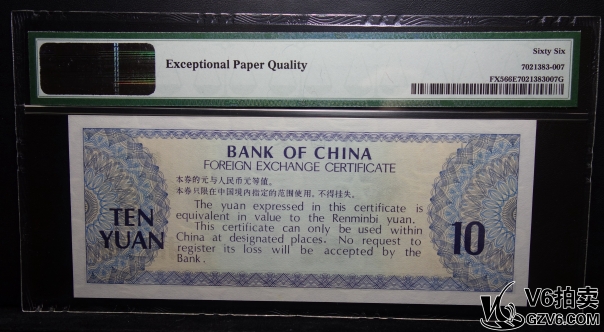 Exceptional Paper Quality
Sixty Six
7021383-007
FX566E7021383007G
BANK OF CHINA
FOREIGN EXCHANGE CERTIFICATE
本券的元与人民币元等值。
本券只限在中国境内指定的范围使用，不得挂失。
TEN
YUAN
The yuan expressed in this certificate is
equivalent in value to the Renminbi yuan.
This certificate can only be used within
China at designated places. No request to
register its loss will be accepted by the
Bank.
10
V6拍卖
GZV6.COM